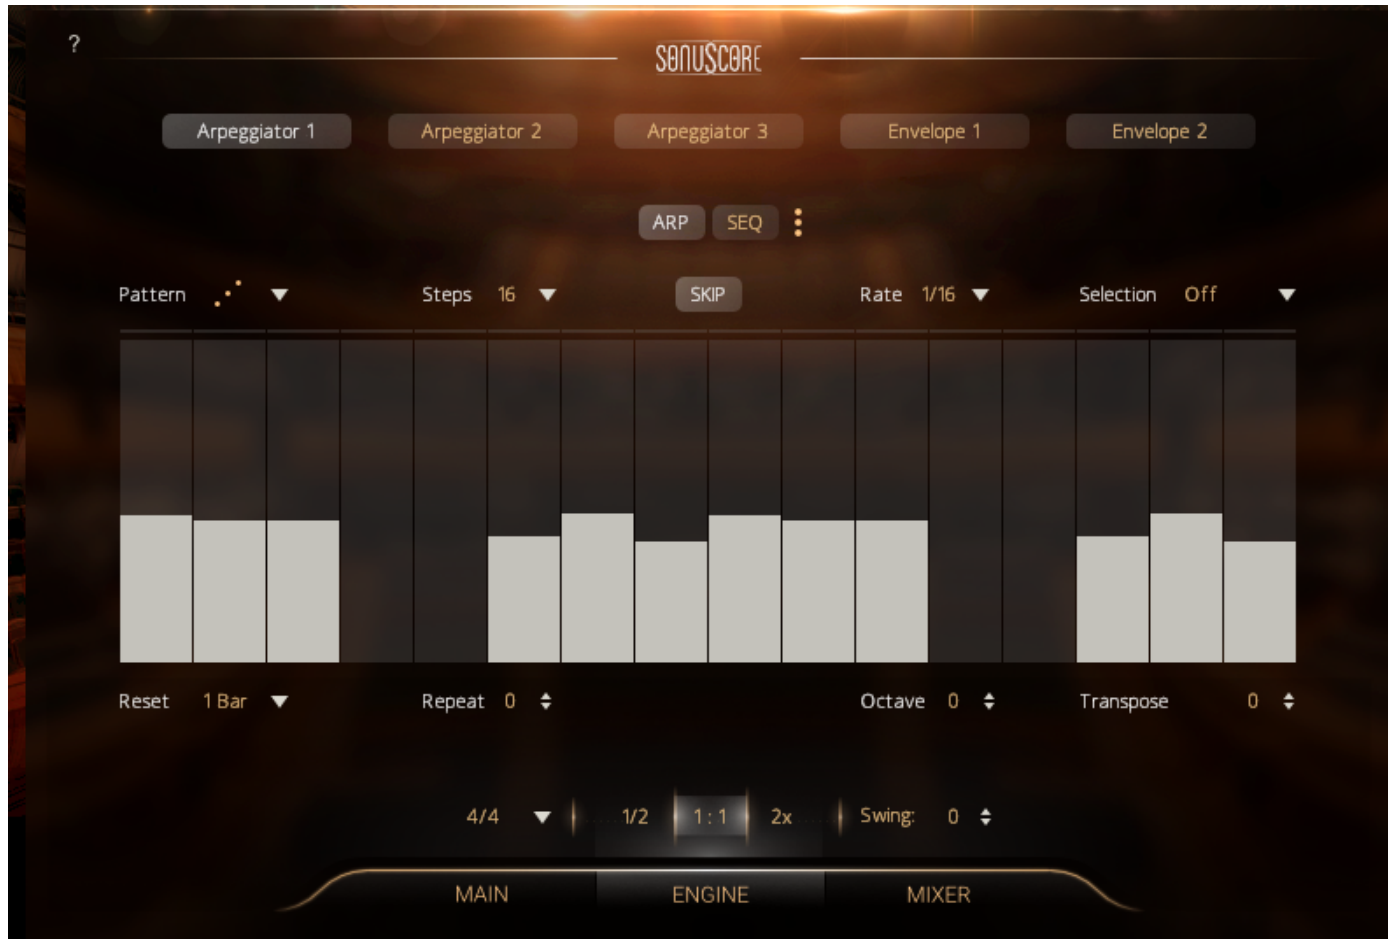 ?
SONUSCORE
Arpeggiator 1 Arpeggiator 2 Arpeggiator 3 Envelope 1 Envelope 2
ARP SEQ
Pattern Steps 16 SKIP Rate 1/16 Selection Off
Reset 1 Bar Repeat 0 Octave 0 Transpose 0
4/4 1/2 1 : 1 2x Swing: 0
MAIN ENGINE MIXER